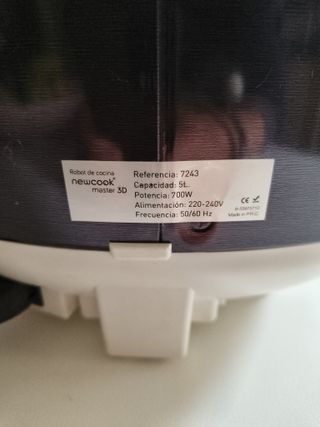 Robot de cocina
newcook®
master 3D
Referencia: 7243
Capacidad: 5L.
Potencia: 700W
Alimentación: 220-240V
Frecuencia: 50/60 Hz
CE
Made in P.R.C.